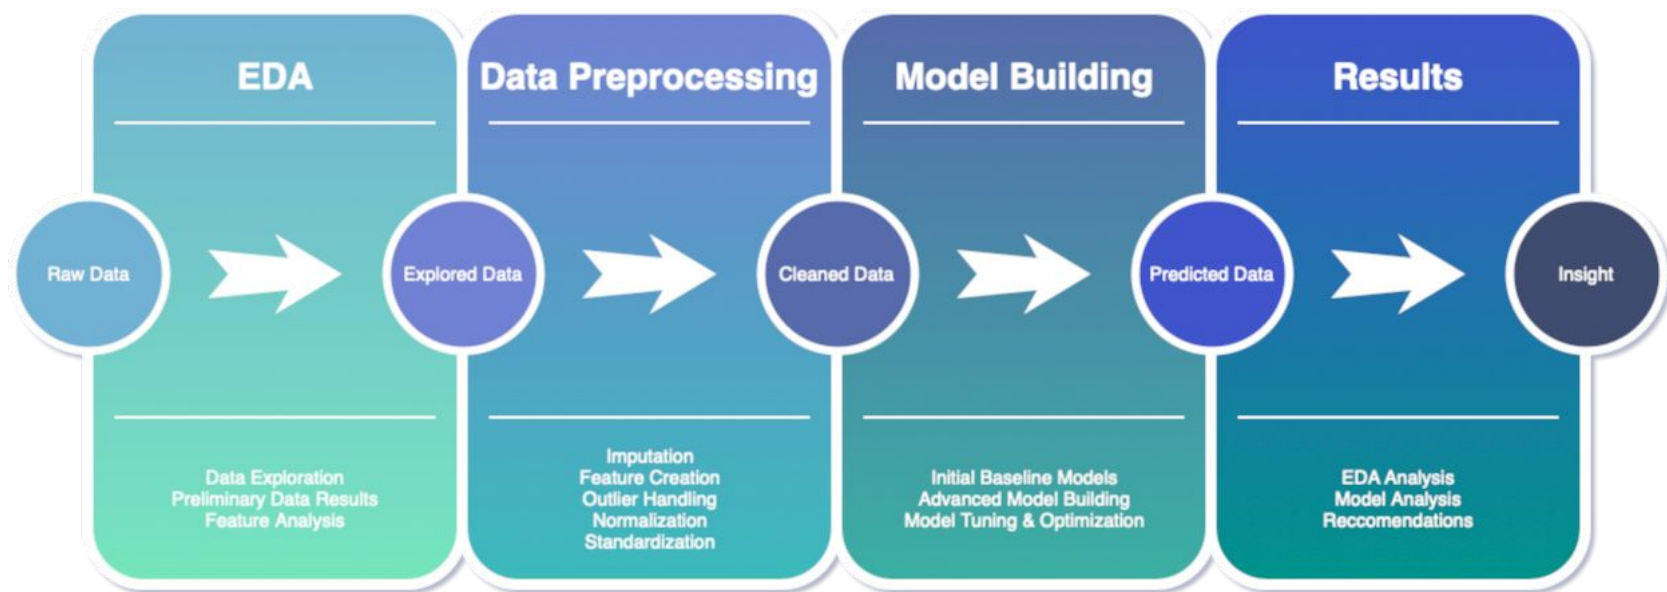 EDA
Data Preprocessing
Model Building
Results
Raw Data
Explored Data
Cleaned Data
Predicted Data
Insight
Data Exploration
Preliminary Data Results
Feature Analysis
Imputation
Feature Creation
Outlier Handling
Normalization
Standardization
Initial Baseline Models
Advanced Model Building
Model Tuning & Optimization
EDA Analysis
Model Analysis
Reccomendations